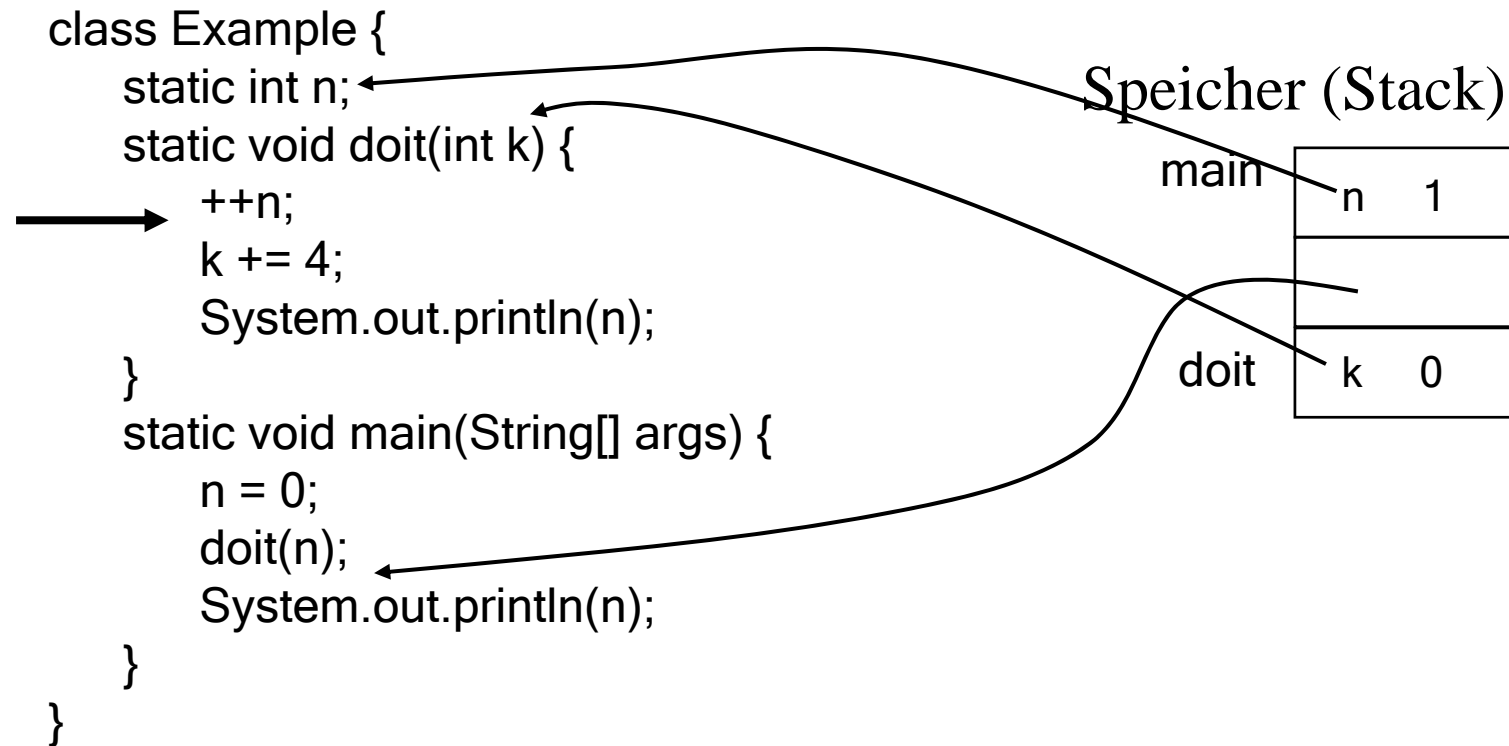 class Example {
static int n;
static void doit(int k) {
++n;
k += 4;
System.out.println(n);
}
static void main(String[] args) {
n = 0;
doit(n);
System.out.println(n);
}
}
Speicher (Stack)
main
n 1
doit
k 0